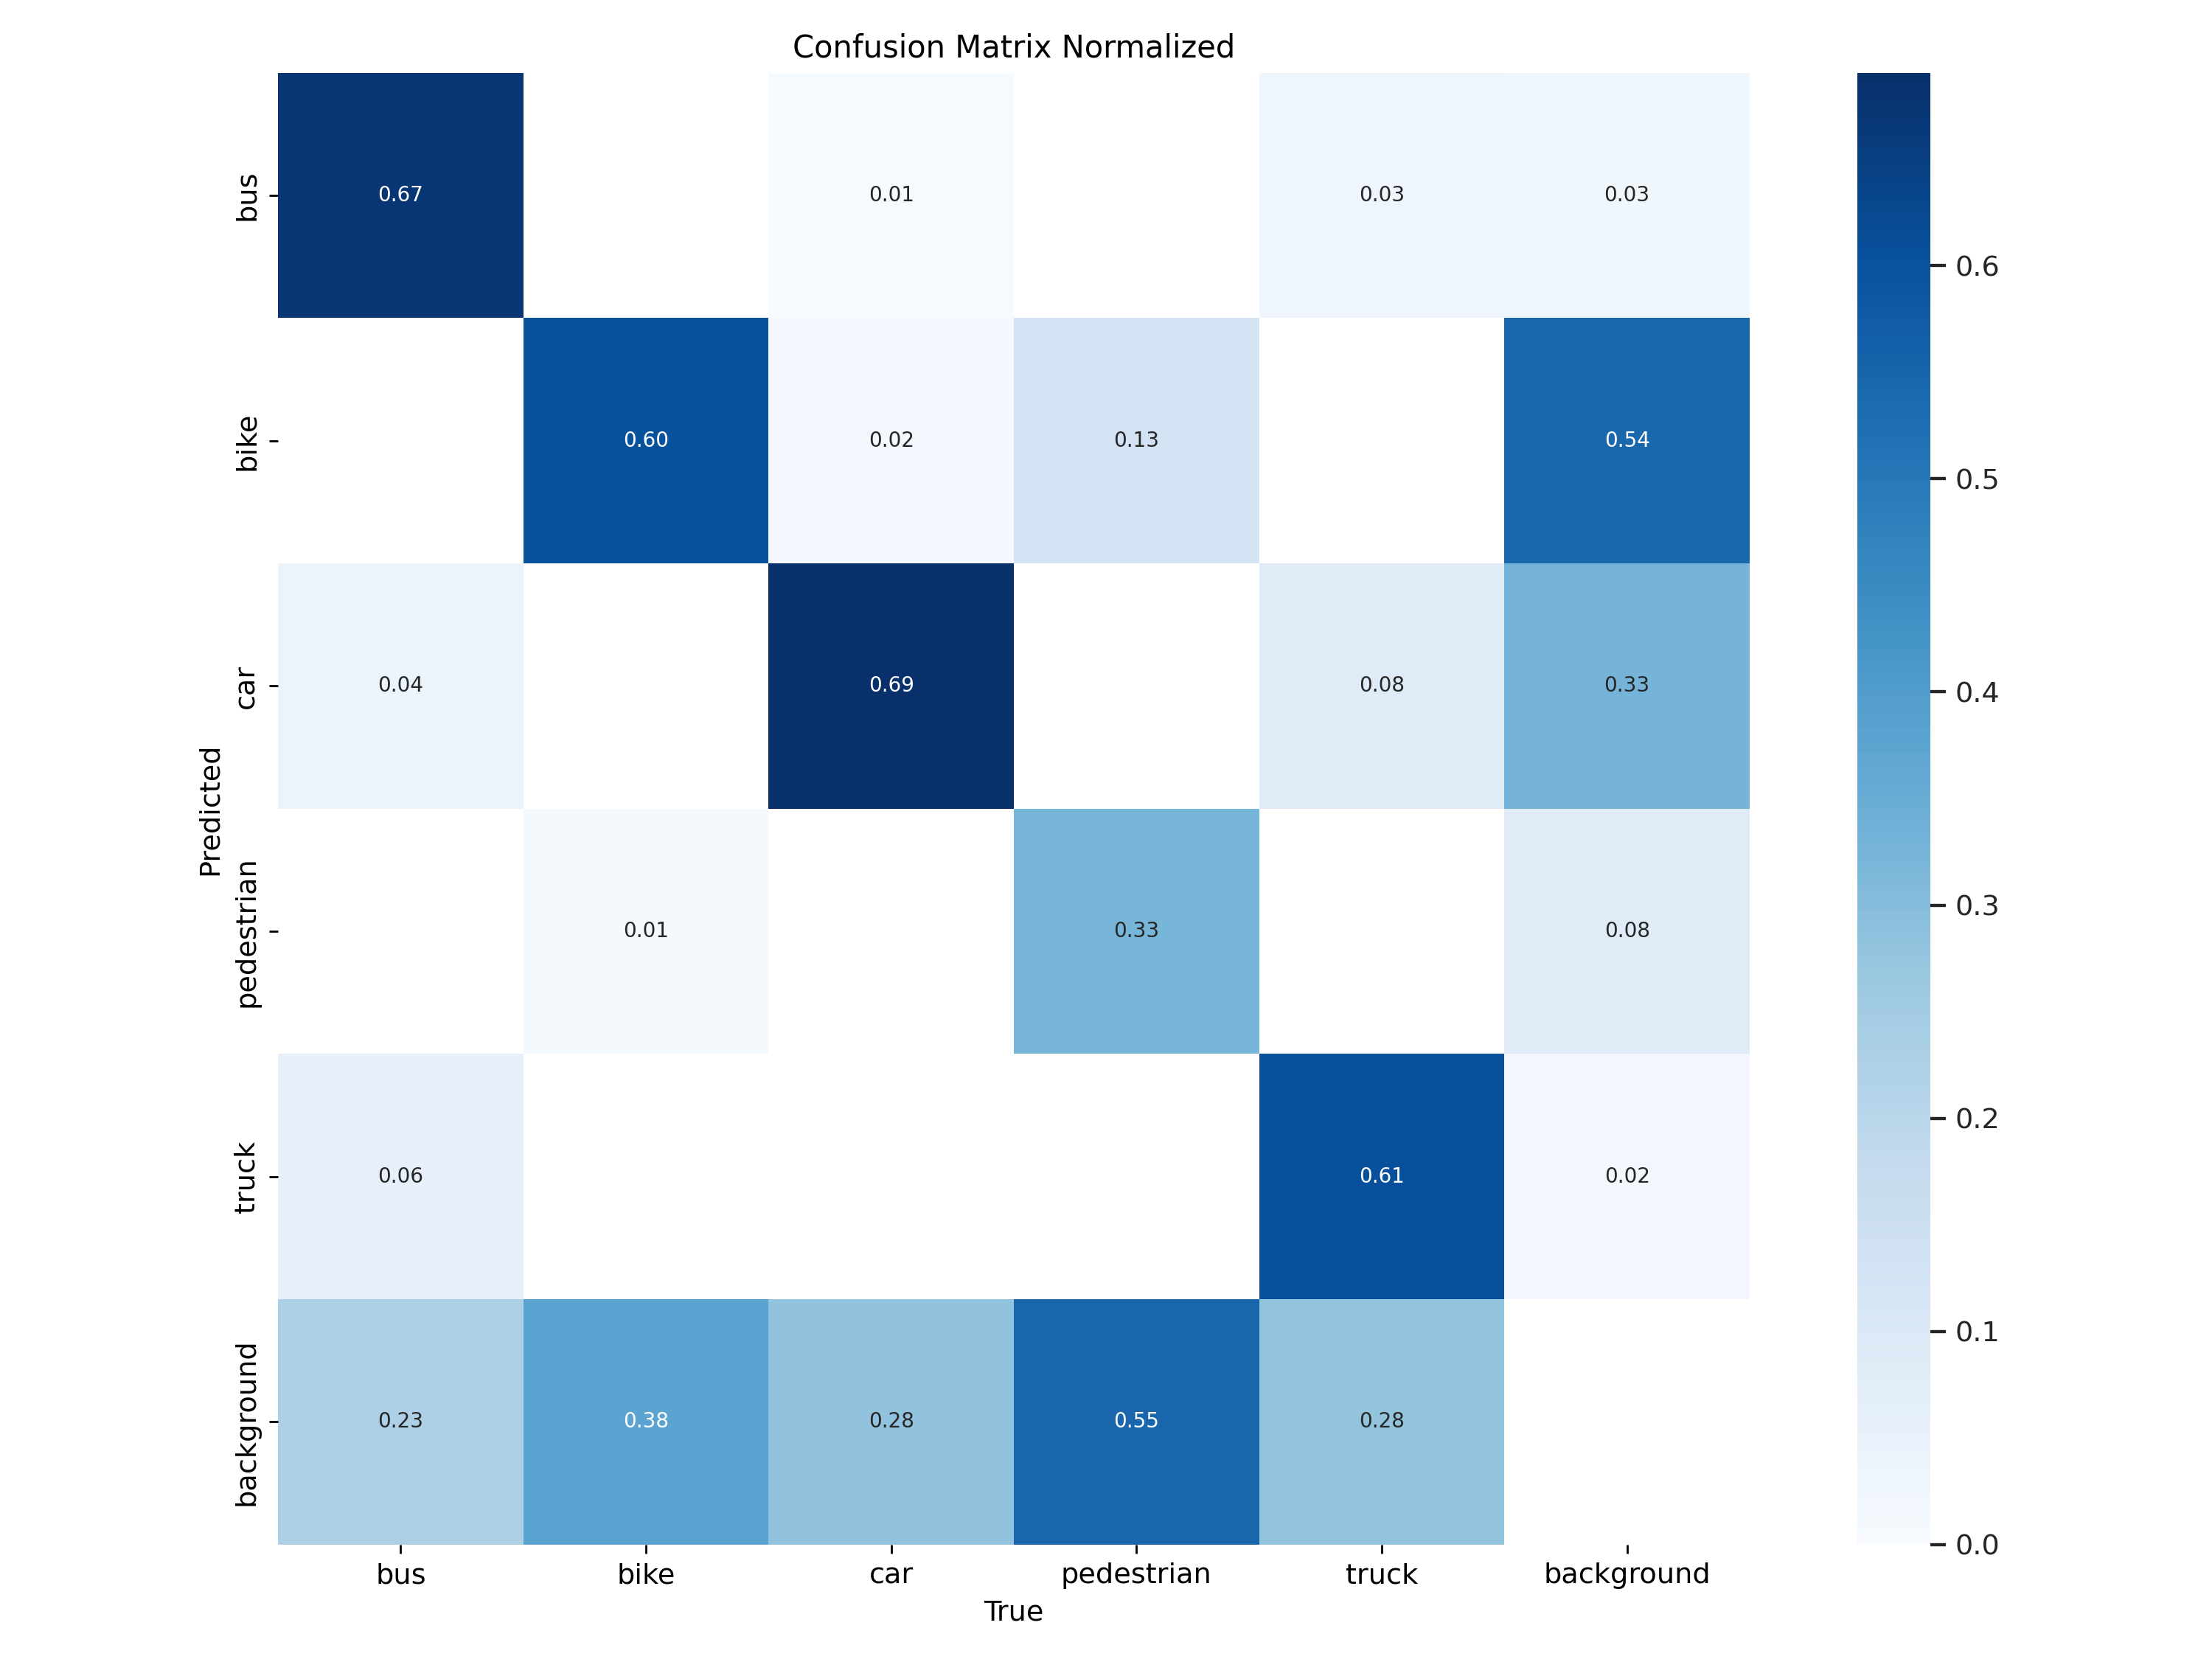 Confusion Matrix Normalized
bus
0.67
0.01
0.03
0.03
bike
0.60
0.02
0.13
0.54
car
0.04
0.69
0.08
0.33
pedestrian
0.01
0.33
0.08
truck
0.06
0.61
0.02
background
0.23
0.38
0.28
0.55
0.28
Predicted
bus
bike
car
pedestrian
truck
background
True
0.6
0.5
0.4
0.3
0.2
0.1
0.0